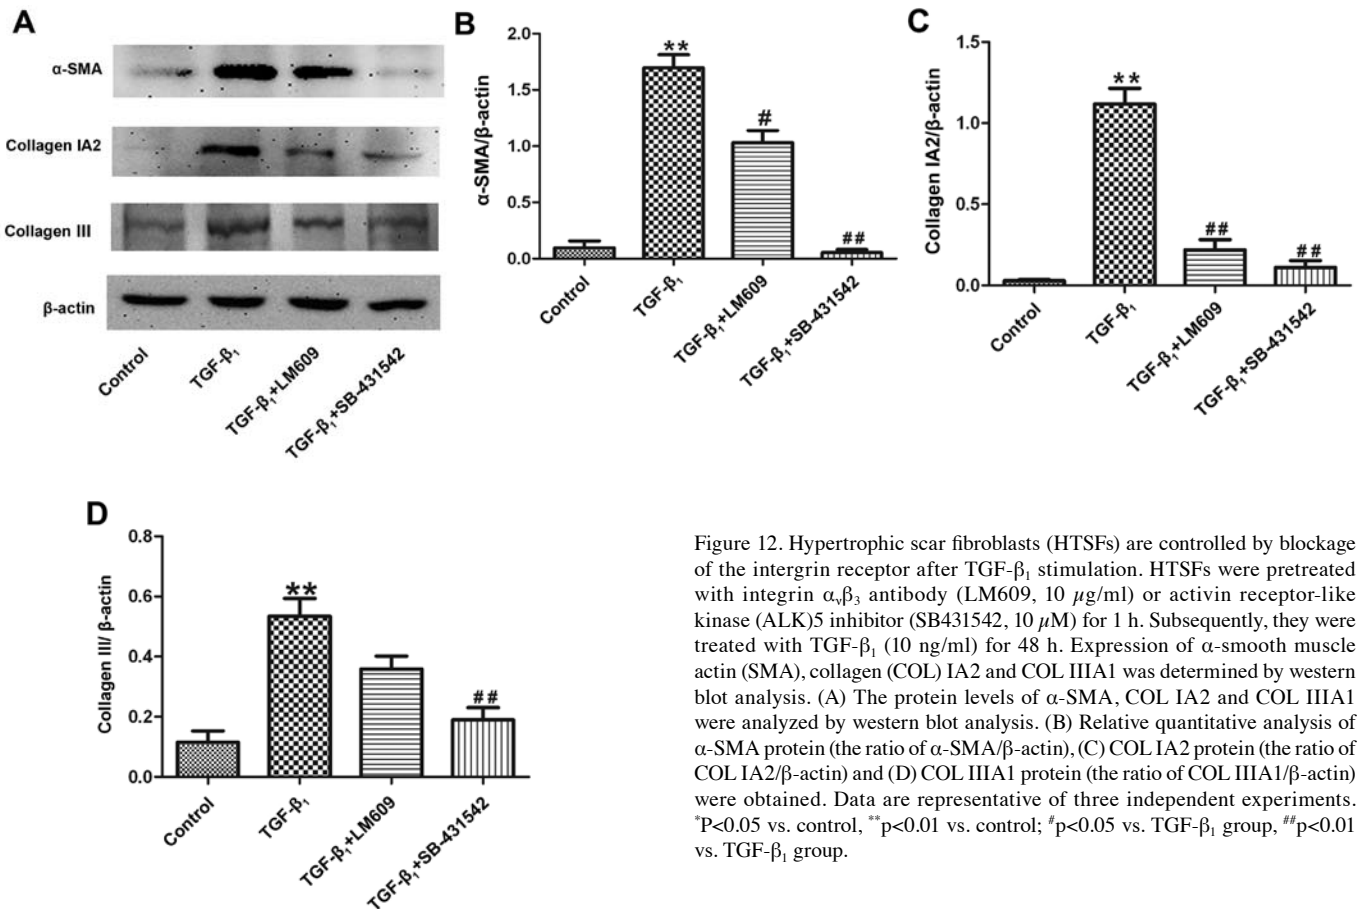 A
α-SMA
Collagen IA2
Collagen III
β-actin
Control
TGF-β₁
TGF-β₁+LM609
TGF-β₁+SB-431542
B
α-SMA/β-actin
2.0
1.5
1.0
0.5
0.0
**
#
##
Control
TGF-β₁
TGF-β₁+LM609
TGF-β₁+SB-431542
C
Collagen IA2/β-actin
1.5
1.0
0.5
0.0
**
##
##
Control
TGF-β₁
TGF-β₁+LM609
TGF-β₁+SB-431542
D
Collagen III/ β-actin
0.8
0.6
0.4
0.2
0.0
**
##
Control
TGF-β₁
TGF-β₁+LM609
TGF-β₁+SB-431542
Figure 12. Hypertrophic scar fibroblasts (HTSFs) are controlled by blockage
of the intergrin receptor after TGF-β₁ stimulation. HTSFs were pretreated
with integrin αᵥβ₃ antibody (LM609, 10 µg/ml) or activin receptor-like
kinase (ALK)5 inhibitor (SB431542, 10 µM) for 1 h. Subsequently, they were
treated with TGF-β₁ (10 ng/ml) for 48 h. Expression of α-smooth muscle
actin (SMA), collagen (COL) IA2 and COL IIIA1 was determined by western
blot analysis. (A) The protein levels of α-SMA, COL IA2 and COL IIIA1
were analyzed by western blot analysis. (B) Relative quantitative analysis of
α-SMA protein (the ratio of α-SMA/β-actin), (C) COL IA2 protein (the ratio of
COL IA2/β-actin) and (D) COL IIIA1 protein (the ratio of COL IIIA1/β-actin)
were obtained. Data are representative of three independent experiments.
*P<0.05 vs. control, **p<0.01 vs. control; #p<0.05 vs. TGF-β₁ group, ##p<0.01
vs. TGF-β₁ group.